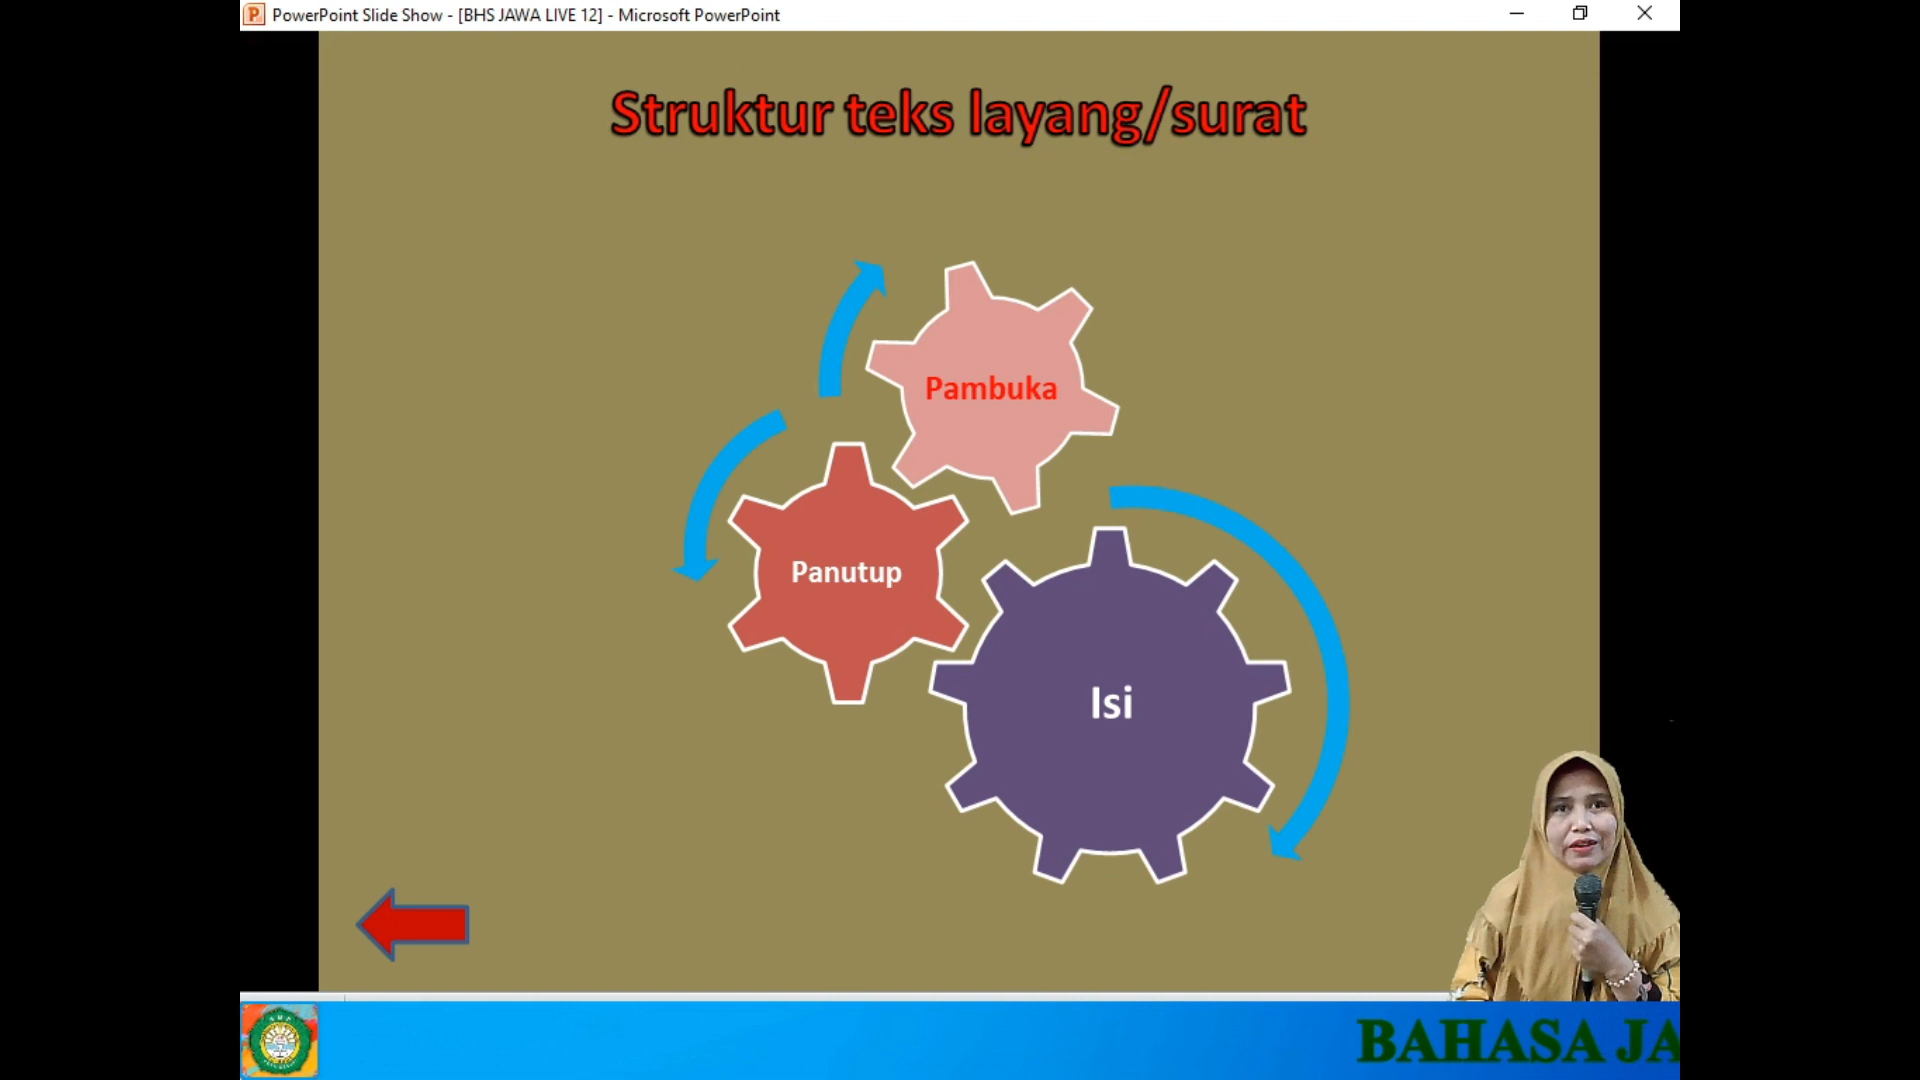 PowerPoint Slide Show - [BHS JAWA LIVE 12] - Microsoft PowerPoint
Struktur teks layang/surat
Pambuka
Panutup
Isi
BAHASA JA